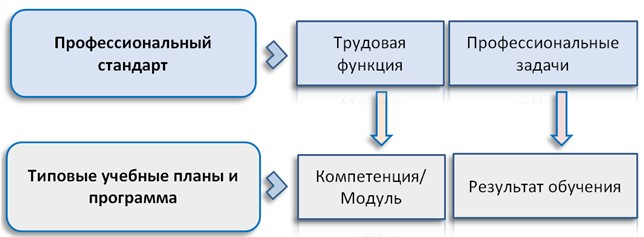 Профессиональный
стандарт
Трудовая
функция
Профессиональные
задачи
Типовые учебные планы и
программа
Компетенция/
Модуль
Результат обучения